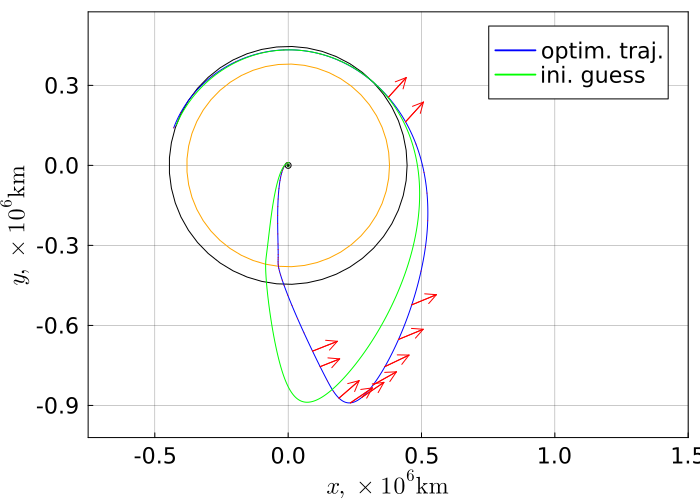 optim. traj.
ini. guess
0.3
0.0
-0.3
-0.6
-0.9
y, × 10⁶km
-0.5 0.0 0.5 1.0 1.5
x, × 10⁶km